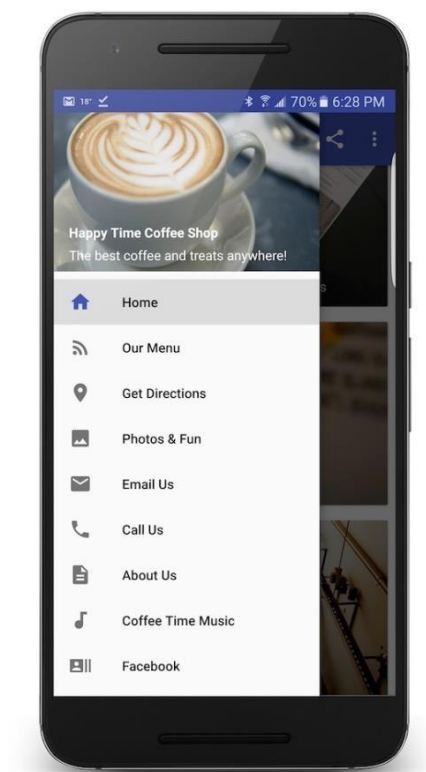 18° 70% 6:28 PM
Happy Time Coffee Shop
The best coffee and treats anywhere!
Home
Our Menu
Get Directions
Photos & Fun
Email Us
Call Us
About Us
Coffee Time Music
Facebook